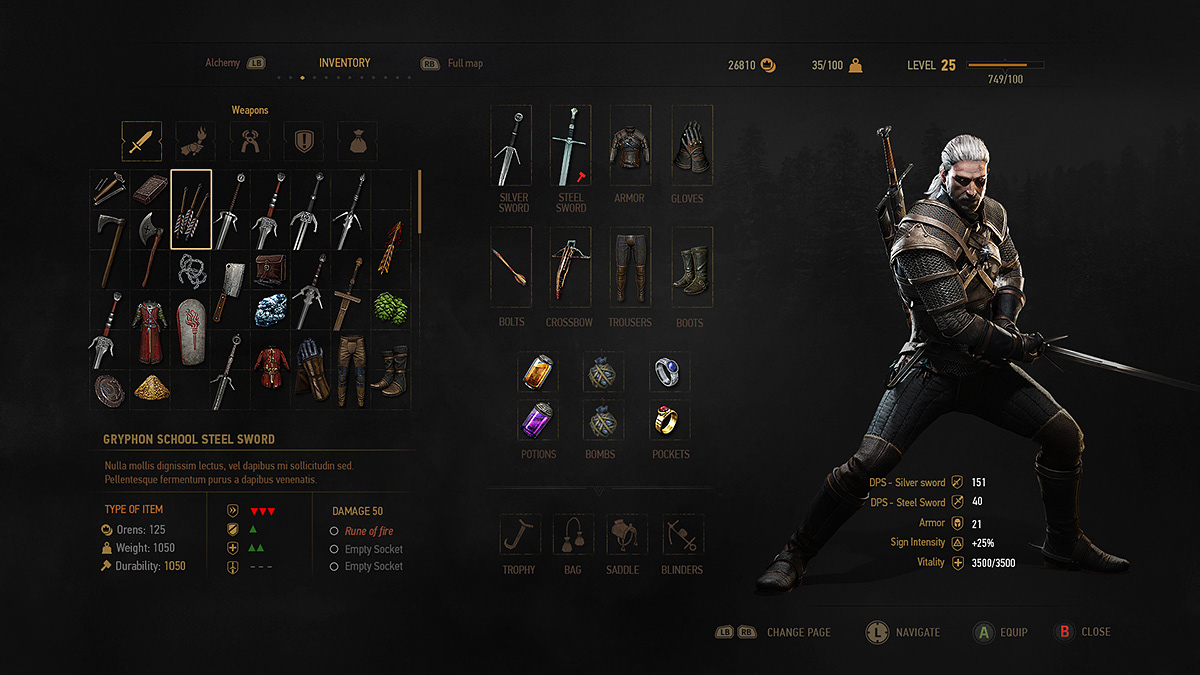 Alchemy LB
INVENTORY
RB Full map
26810
35/100
LEVEL 25
749/100
Weapons
SILVER SWORD
STEEL SWORD
ARMOR
GLOVES
BOLTS
CROSSBOW
TROUSERS
BOOTS
POTIONS
BOMBS
POCKETS
TROPHY
BAG
SADDLE
BLINDERS
GRYPHON SCHOOL STEEL SWORD
Nulla mollis dignissim lectus, vel dapibus mi sollicitudin sed.
Pellentesque fermentum purus a dapibus venenatis.
TYPE OF ITEM
Orens: 125
Weight: 1050
Durability: 1050
DAMAGE 50
Rune of fire
Empty Socket
Empty Socket
DPS - Silver sword 151
DPS - Steel Sword 40
Armor 21
Sign Intensity +25%
Vitality 3500/3500
LB RB CHANGE PAGE
L NAVIGATE
A EQUIP
B CLOSE